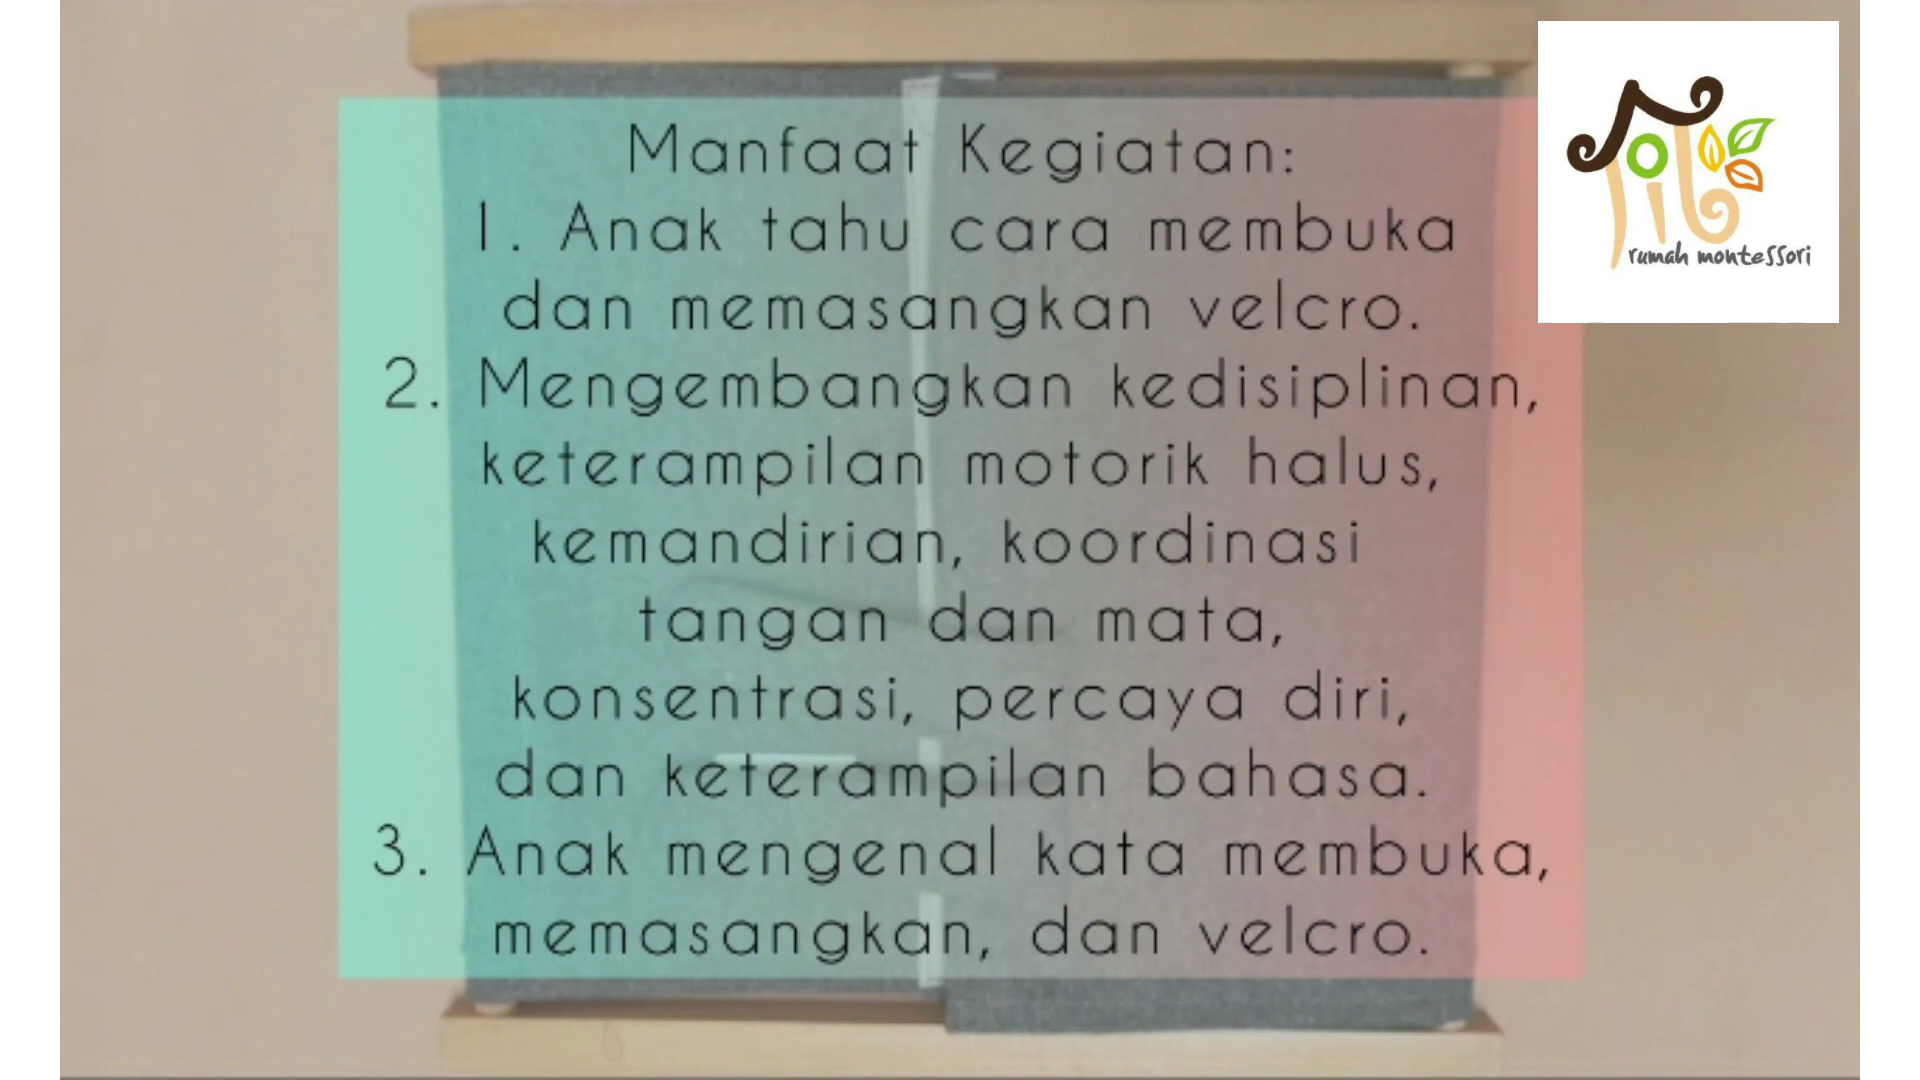 Manfaat Kegiatan:
1. Anak tahu cara membuka
dan memasangkan velcro.
2. Mengembangkan kedisiplinan,
keterampilan motorik halus,
kemandirian, koordinasi
tangan dan mata,
konsentrasi, percaya diri,
dan keterampilan bahasa.
3. Anak mengenal kata membuka,
memasangkan, dan velcro.
rumah montessori